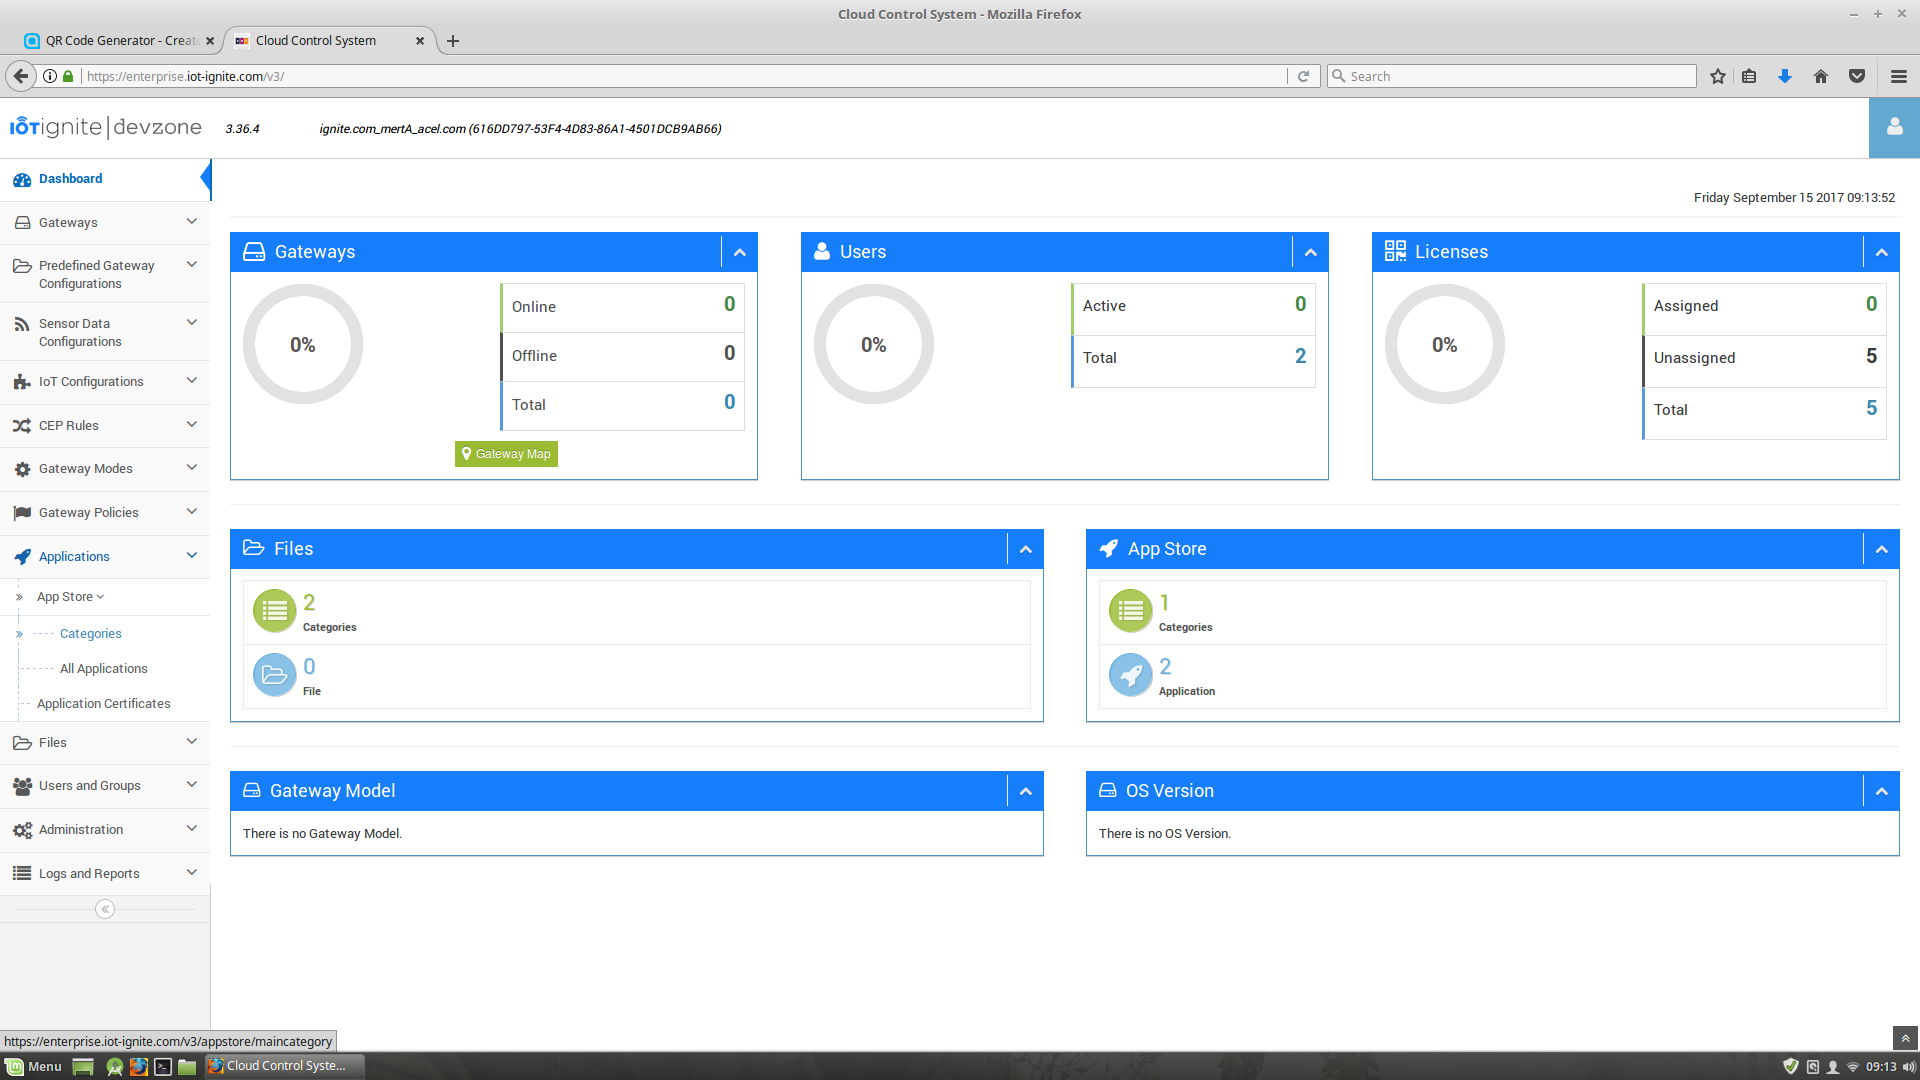 Cloud Control System - Mozilla Firefox
QR Code Generator - Creat
Cloud Control System
https://enterprise.iot-ignite.com/v3/
Search
IOTignite|devzone
3.36.4
ignite.com_mertA_acel.com (616DD797-53F4-4D83-86A1-4501DCB9AB66)
Dashboard
Gateways
Predefined Gateway
Configurations
Sensor Data
Configurations
IoT Configurations
CEP Rules
Gateway Modes
Gateway Policies
Applications
App Store
Categories
All Applications
Application Certificates
Files
Users and Groups
Administration
Logs and Reports
Friday September 15 2017 09:13:52
Gateways
0%
Online 0
Offline 0
Total 0
Gateway Map
Users
0%
Active 0
Total 2
Licenses
0%
Assigned 0
Unassigned 5
Total 5
Files
2
Categories
0
File
App Store
1
Categories
2
Application
Gateway Model
There is no Gateway Model.
OS Version
There is no OS Version.
https://enterprise.iot-ignite.com/v3/appstore/maincategory
Menu
Cloud Control Syste...
09:13